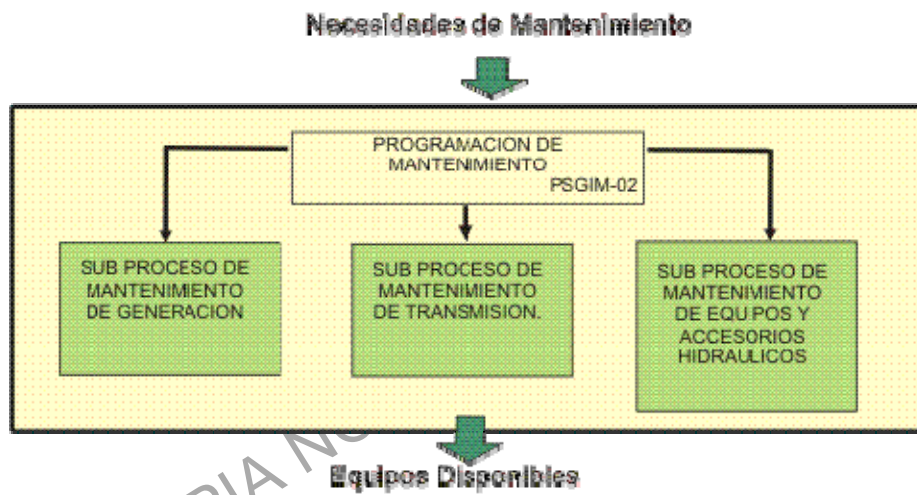 Necesidades de Mantenimiento
PROGRAMACION DE
MANTENIMIENTO
PSGIM-02
SUB PROCESO DE
MANTENIMIENTO
DE GENERACION
SUB PROCESO DE
MANTENIMIENTO
DE TRANSMISION.
SUB PROCESO DE
MANTENIMIENTO
DE EQUIPOS Y
ACCESORIOS
HIDRAULICOS
Equipos Disponibles